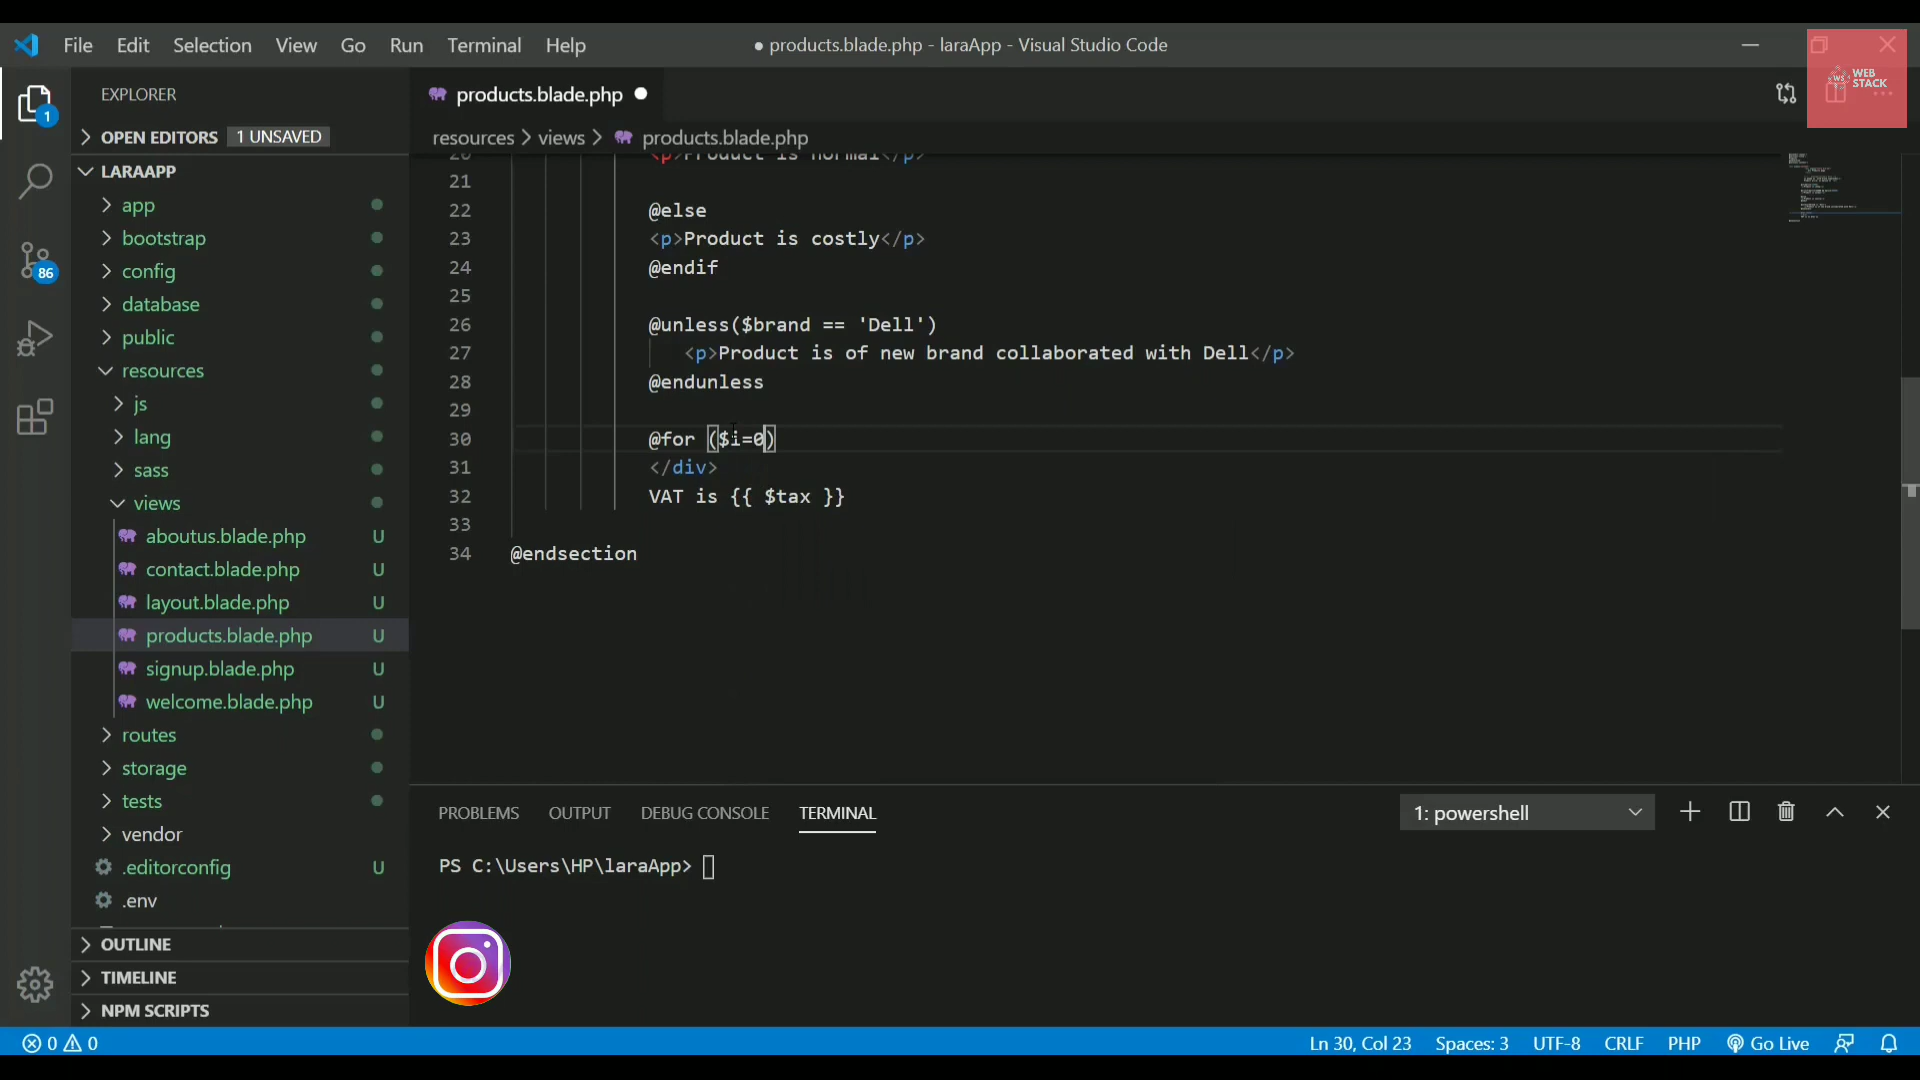 File Edit Selection View Go Run Terminal Help
● products.blade.php - laraApp - Visual Studio Code
WS WEB STACK
EXPLORER
OPEN EDITORS 1 UNSAVED
LARAAPP
app
bootstrap
config
database
public
resources
js
lang
sass
views
aboutus.blade.php U
contact.blade.php U
layout.blade.php U
products.blade.php U
signup.blade.php U
welcome.blade.php U
routes
storage
tests
vendor
.editorconfig U
.env
OUTLINE
TIMELINE
NPM SCRIPTS
1
86
products.blade.php
resources > views > products.blade.php
20 <p>Product is normal</p>
21
22 @else
23 <p>Product is costly</p>
24 @endif
25
26 @unless($brand == 'Dell')
27 <p>Product is of new brand collaborated with Dell</p>
28 @endunless
29
30 @for ($i=0)
31 </div>
32 VAT is {{ $tax }}
33
34 @endsection
PROBLEMS OUTPUT DEBUG CONSOLE TERMINAL
1: powershell
PS C:\Users\HP\laraApp>
0 0
Ln 30, Col 23 Spaces: 3 UTF-8 CRLF PHP Go Live